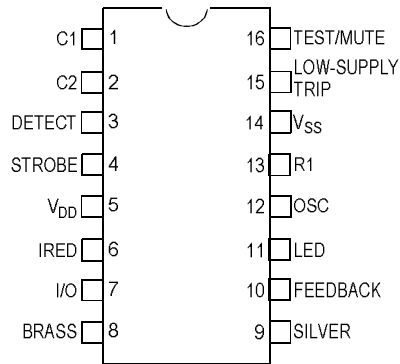 C1 1 16 TEST/MUTE
C2 2 15 LOW-SUPPLY TRIP
DETECT 3 14 VSS
STROBE 4 13 R1
VDD 5 12 OSC
IRED 6 11 LED
I/O 7 10 FEEDBACK
BRASS 8 9 SILVER